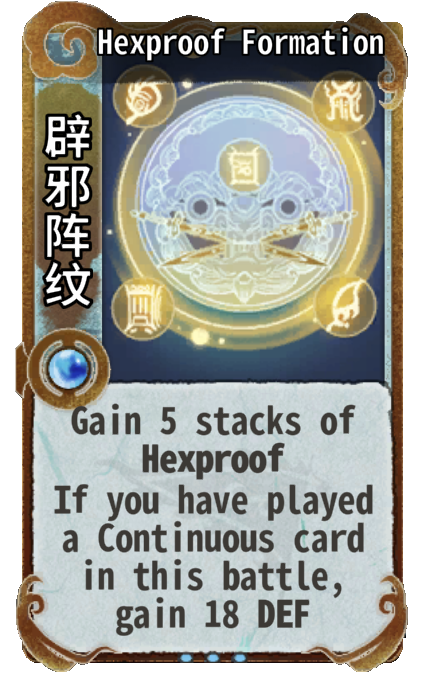 Hexproof Formation
辟邪阵纹
Gain 5 stacks of
Hexproof
If you have played
a Continuous card
in this battle,
gain 18 DEF